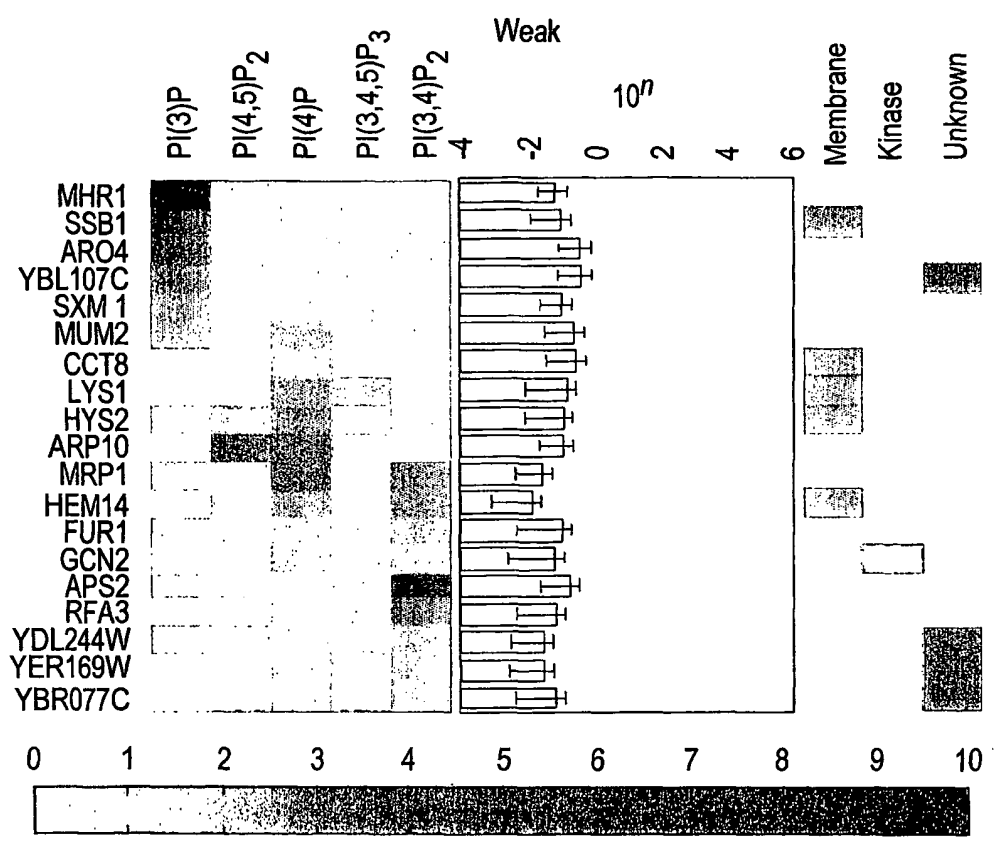 Weak
PI(3)P
PI(4,5)P2
PI(4)P
PI(3,4,5)P3
PI(3,4)P2
10n
-4 -2 0 2 4 6
Membrane
Kinase
Unknown
MHR1
SSB1
ARO4
YBL107C
SXM 1
MUM2
CCT8
LYS1
HYS2
ARP10
MRP1
HEM14
FUR1
GCN2
APS2
RFA3
YDL244W
YER169W
YBR077C
0 1 2 3 4 5 6 7 8 9 10